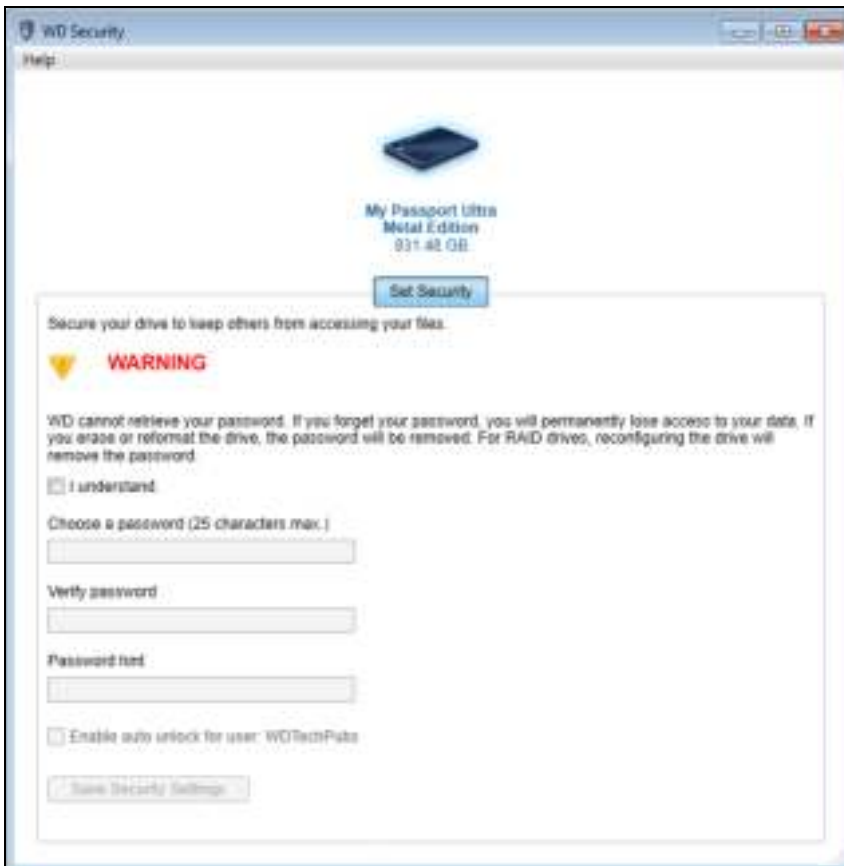 WD Security
Help
My Passport Ultra
Metal Edition
931.48 GB
Set Security
Secure your drive to keep others from accessing your files.
WARNING
WD cannot retrieve your password. If you forget your password, you will permanently lose access to your data. If
you erase or reformat the drive, the password will be removed. For RAID drives, reconfiguring the drive will
remove the password.
I understand.
Choose a password (25 characters max.)
Verify password
Password hint
Enable auto unlock for user: WDTechPubs
Save Security Settings